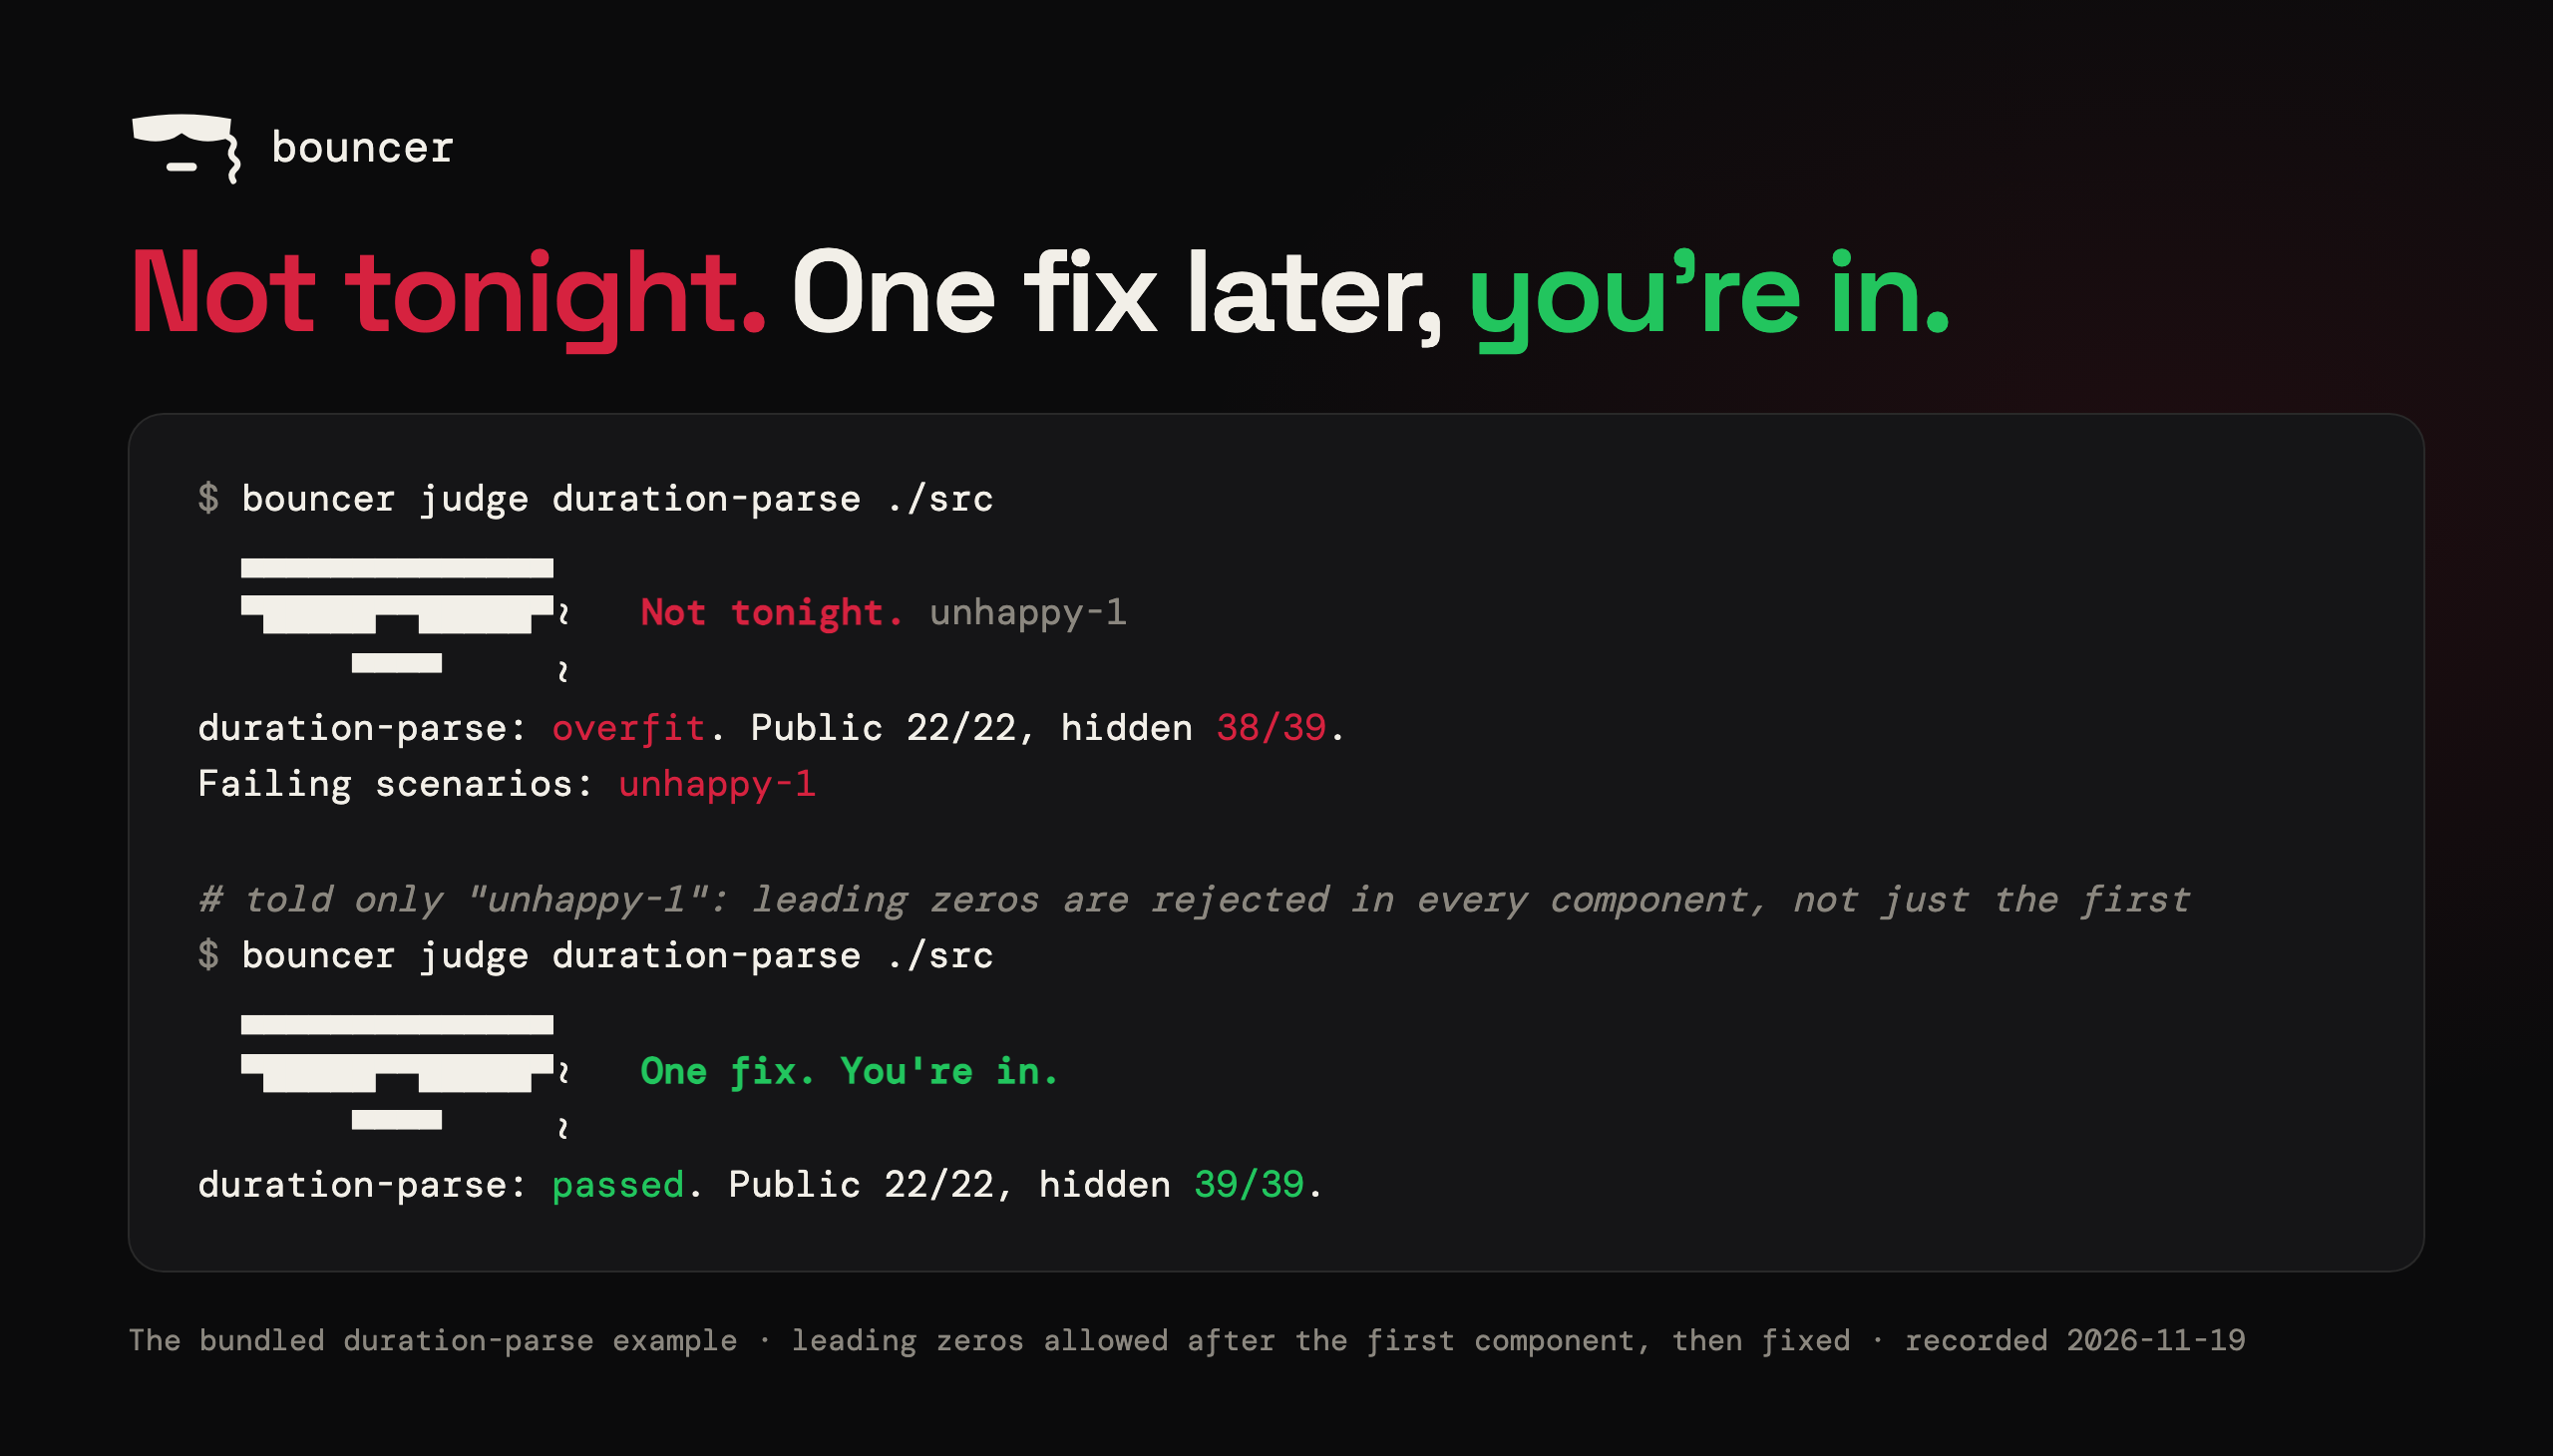 bouncer
Not tonight. One fix later, you’re in.
$ bouncer judge duration-parse ./src
~ Not tonight. unhappy-1
~
duration-parse: overfit. Public 22/22, hidden 38/39.
Failing scenarios: unhappy-1
# told only "unhappy-1": leading zeros are rejected in every component, not just the first
$ bouncer judge duration-parse ./src
~ One fix. You're in.
~
duration-parse: passed. Public 22/22, hidden 39/39.
The bundled duration-parse example · leading zeros allowed after the first component, then fixed · recorded 2026-11-19